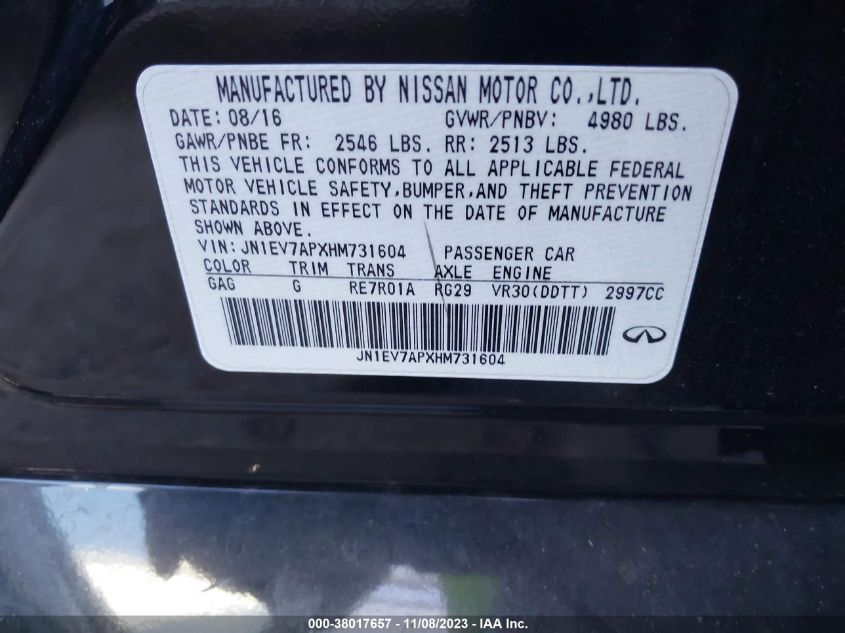 MANUFACTURED BY NISSAN MOTOR CO.,LTD.
DATE: 08/16 GVWR/PNBV: 4980 LBS.
GAWR/PNBE FR: 2546 LBS. RR: 2513 LBS.
THIS VEHICLE CONFORMS TO ALL APPLICABLE FEDERAL
MOTOR VEHICLE SAFETY,BUMPER,AND THEFT PREVENTION
STANDARDS IN EFFECT ON THE DATE OF MANUFACTURE
SHOWN ABOVE.
VIN:JN1EV7APXHM731604 PASSENGER CAR
COLOR TRIM TRANS AXLE ENGINE
GAG G RE7R01A RG29 VR30(DDTT) 2997CC
JN1EV7APXHM731604
000-38017657 - 11/08/2023 - IAA Inc.